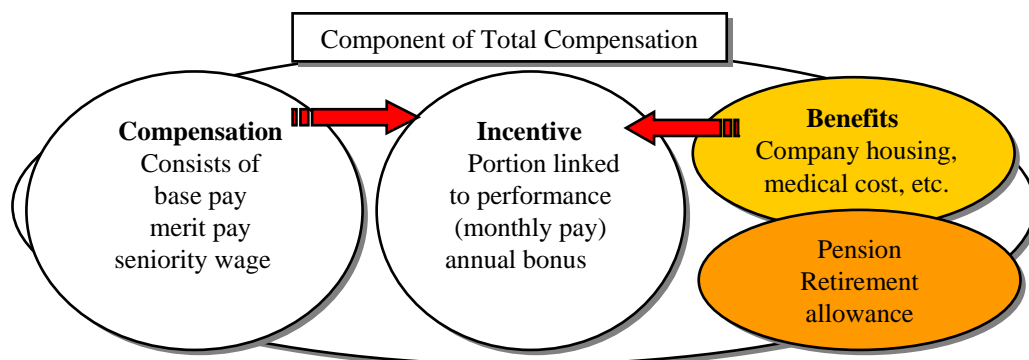 Component of Total Compensation
Compensation
Consists of
base pay
merit pay
seniority wage
Incentive
Portion linked
to performance
(monthly pay)
annual bonus
Benefits
Company housing,
medical cost, etc.
Pension
Retirement
allowance